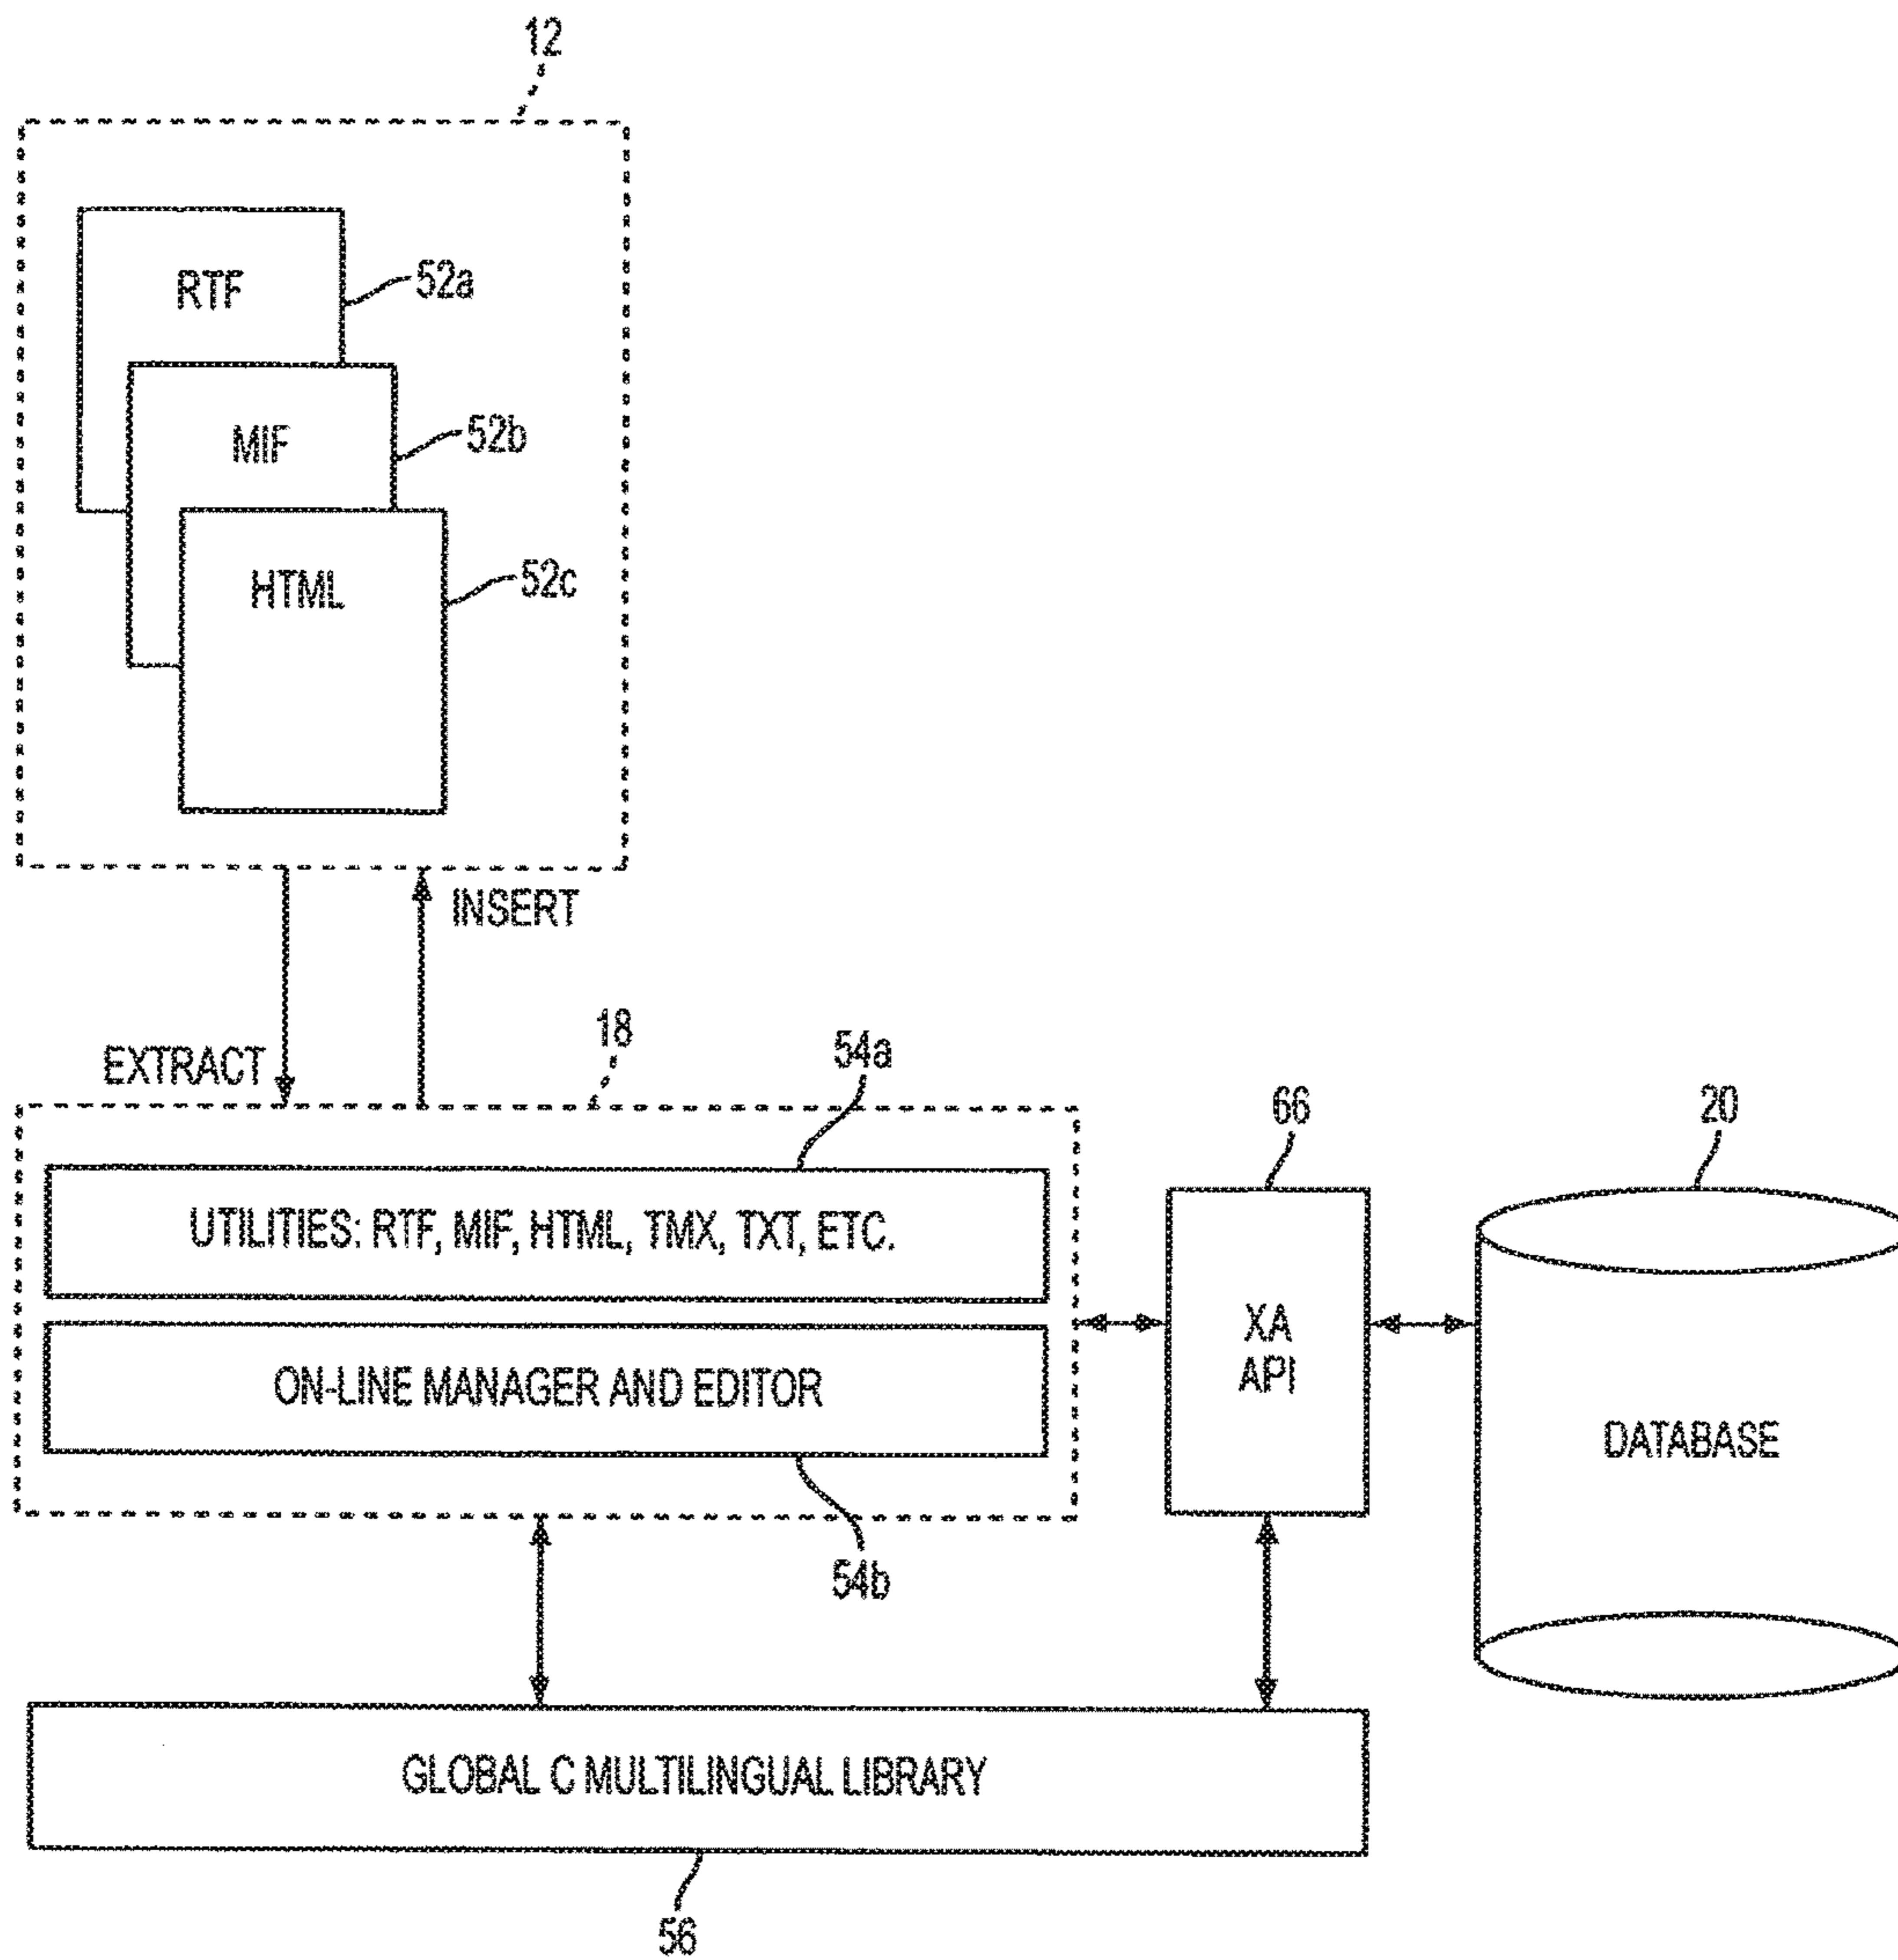 12
RTF
52a
MIF
52b
HTML
52c
INSERT
EXTRACT
18
54a
66
20
UTILITIES: RTF, MIF, HTML, TMX, TXT, ETC.
XA
API
ON-LINE MANAGER AND EDITOR
DATABASE
54b
GLOBAL C MULTILINGUAL LIBRARY
56